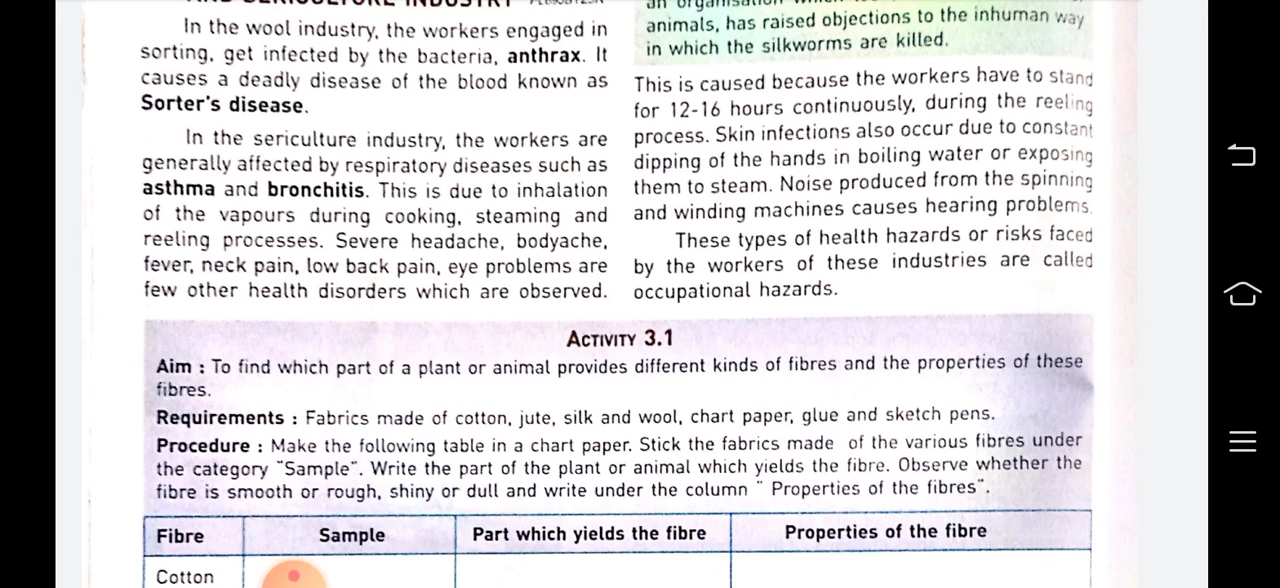 In the wool industry, the workers engaged in
sorting, get infected by the bacteria, anthrax. It
causes a deadly disease of the blood known as
Sorter's disease.
In the sericulture industry, the workers are
generally affected by respiratory diseases such as
asthma and bronchitis. This is due to inhalation
of the vapours during cooking, steaming and
reeling processes. Severe headache, bodyache,
fever, neck pain, low back pain, eye problems are
few other health disorders which are observed.
animals, has raised objections to the inhuman way
in which the silkworms are killed.
This is caused because the workers have to stand
for 12-16 hours continuously, during the reeling
process. Skin infections also occur due to constant
dipping of the hands in boiling water or exposing
them to steam. Noise produced from the spinning
and winding machines causes hearing problems.
These types of health hazards or risks faced
by the workers of these industries are called
occupational hazards.
ACTIVITY 3.1
Aim : To find which part of a plant or animal provides different kinds of fibres and the properties of these
fibres.
Requirements : Fabrics made of cotton, jute, silk and wool, chart paper, glue and sketch pens.
Procedure : Make the following table in a chart paper. Stick the fabrics made of the various fibres under
the category "Sample". Write the part of the plant or animal which yields the fibre. Observe whether the
fibre is smooth or rough, shiny or dull and write under the column " Properties of the fibres".
Fibre Sample Part which yields the fibre Properties of the fibre
Cotton